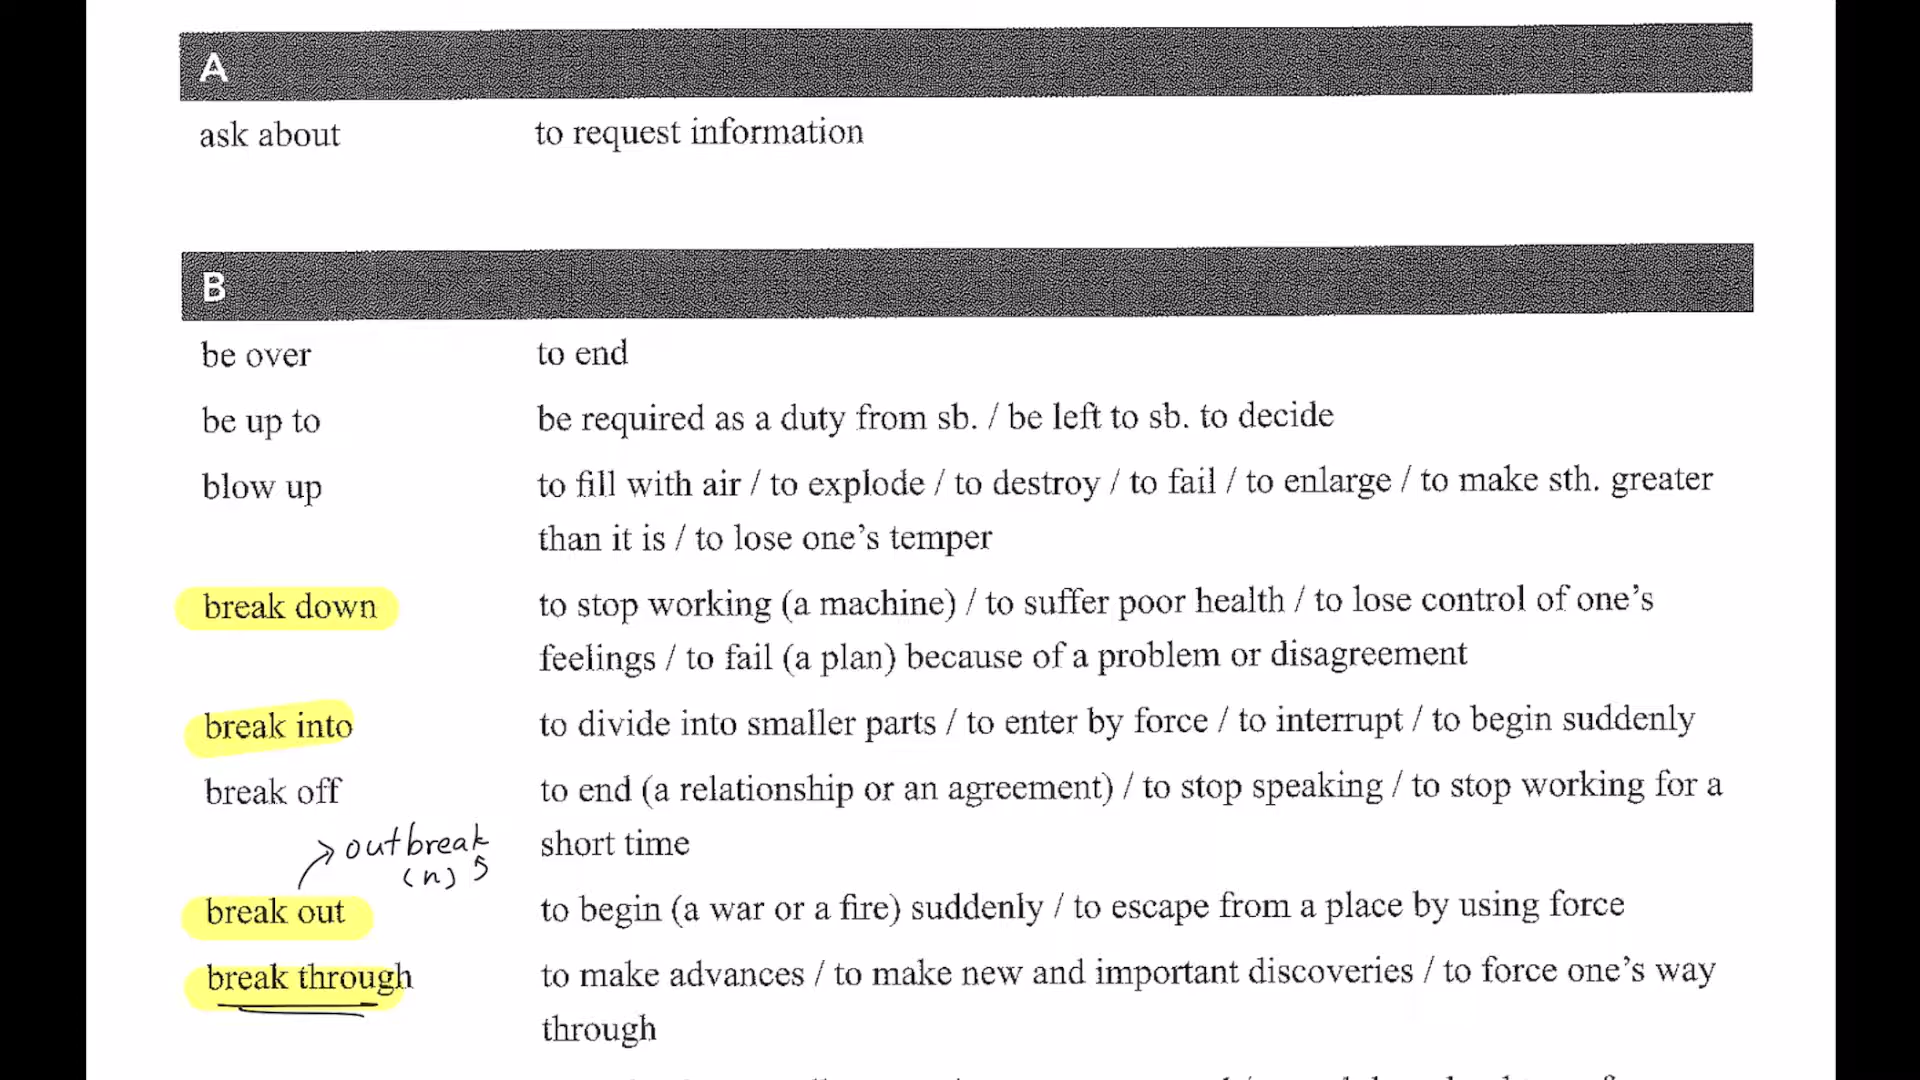 A
ask about to request information
B
be over to end
be up to be required as a duty from sb. / be left to sb. to decide
blow up to fill with air / to explode / to destroy / to fail / to enlarge / to make sth. greater
than it is / to lose one's temper
break down to stop working (a machine) / to suffer poor health / to lose control of one's
feelings / to fail (a plan) because of a problem or disagreement
break into to divide into smaller parts / to enter by force / to interrupt / to begin suddenly
break off to end (a relationship or an agreement) / to stop speaking / to stop working for a
short time
outbreak
(n)
break out to begin (a war or a fire) suddenly / to escape from a place by using force
break through to make advances / to make new and important discoveries / to force one's way
through